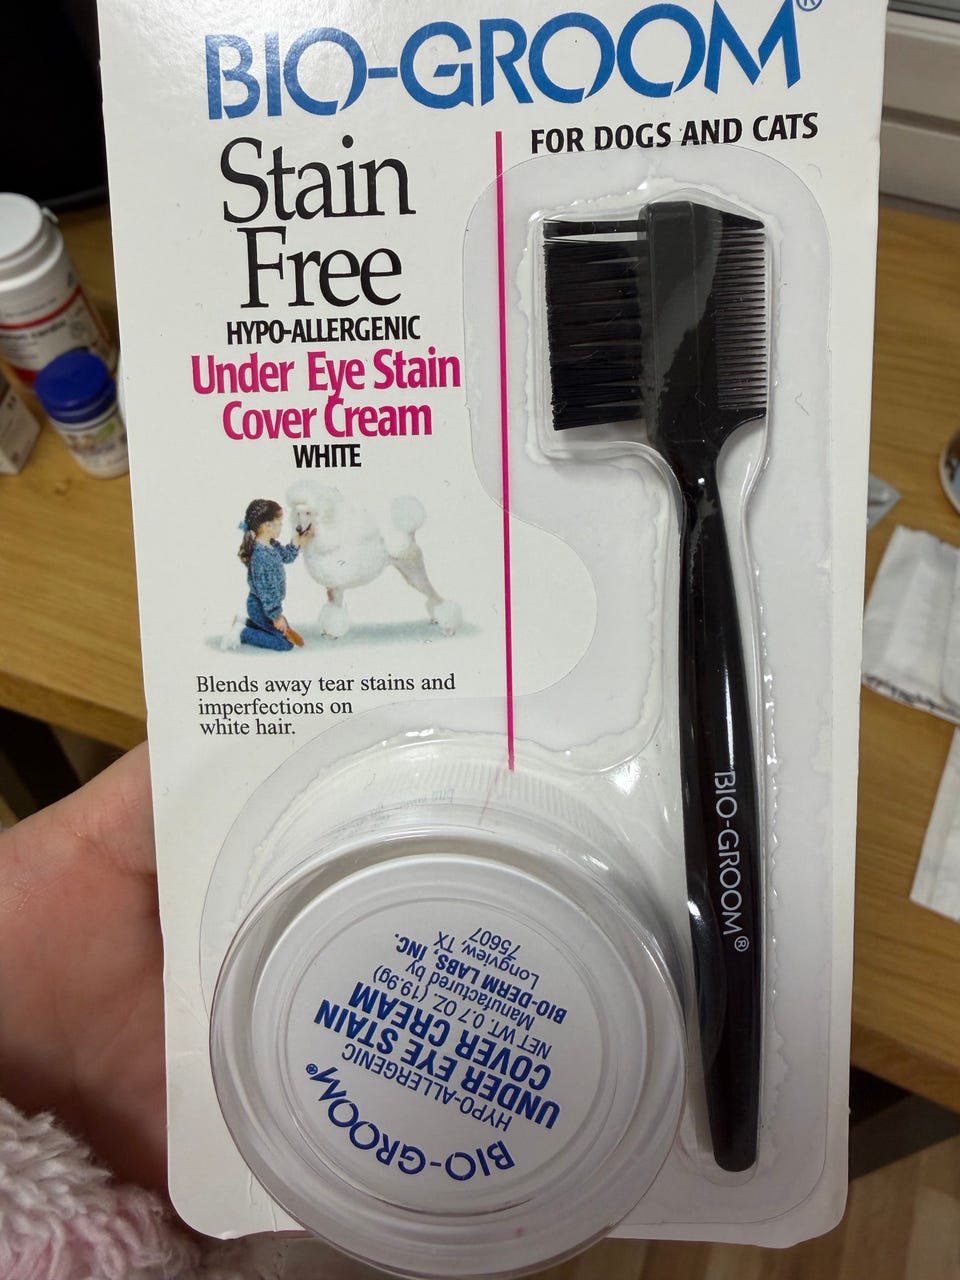 BIO-GROOM®
FOR DOGS AND CATS
Stain
Free
HYPO-ALLERGENIC
Under Eye Stain
Cover Cream
WHITE
Blends away tear stains and
imperfections on
white hair.
BIO-GROOM®
BIO-GROOM®
HYPO-ALLERGENIC
UNDER EYE STAIN
COVER CREAM
NET WT. 0.7 OZ. (19.9g)
Manufactured by
BIO-DERM LABS, INC.
Longview, TX
75607